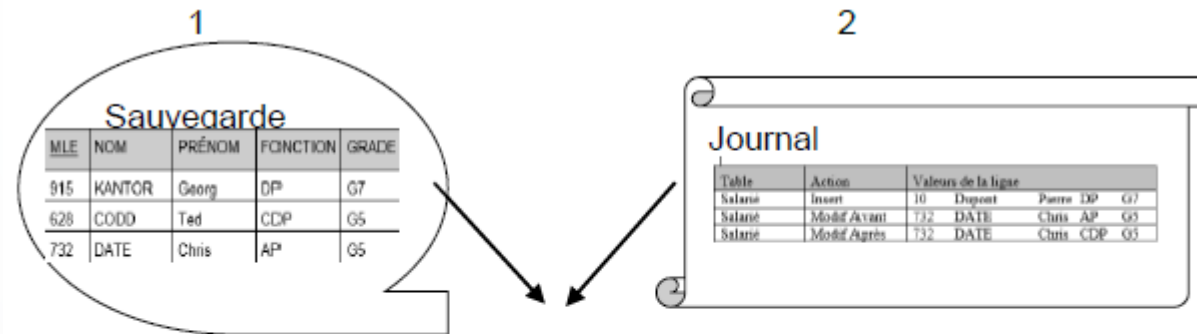 1
2
Sauvegarde
MLE NOM PRÉNOM FONCTION GRADE
915 KANTOR Georg DP G7
628 CODD Ted CDP G5
732 DATE Chris AP G5
Journal
Table Action Valeurs de la ligne
Salarié Insert 10 Dupont Pierre DP G7
Salarié Modif Avant 732 DATE Chris AP G5
Salarié Modif Après 732 DATE Chris CDP G5